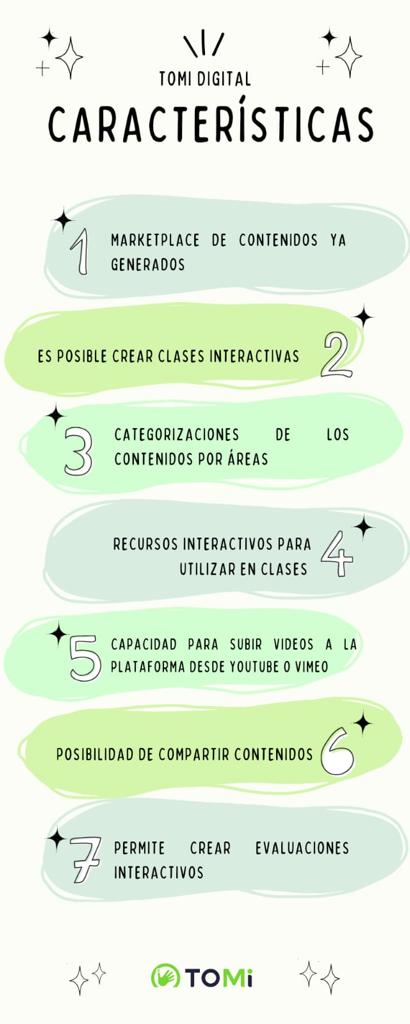 TOMI DIGITAL
CARACTERÍSTICAS
1
MARKETPLACE DE CONTENIDOS YA
GENERADOS
ES POSIBLE CREAR CLASES INTERACTIVAS
2
3
CATEGORIZACIONES DE LOS
CONTENIDOS POR ÁREAS
RECURSOS INTERACTIVOS PARA
UTILIZAR EN CLASES
4
5
CAPACIDAD PARA SUBIR VIDEOS A LA
PLATAFORMA DESDE YOUTUBE O VIMEO
POSIBILIDAD DE COMPARTIR CONTENIDOS
6
7
PERMITE CREAR EVALUACIONES
INTERACTIVOS
TOMi